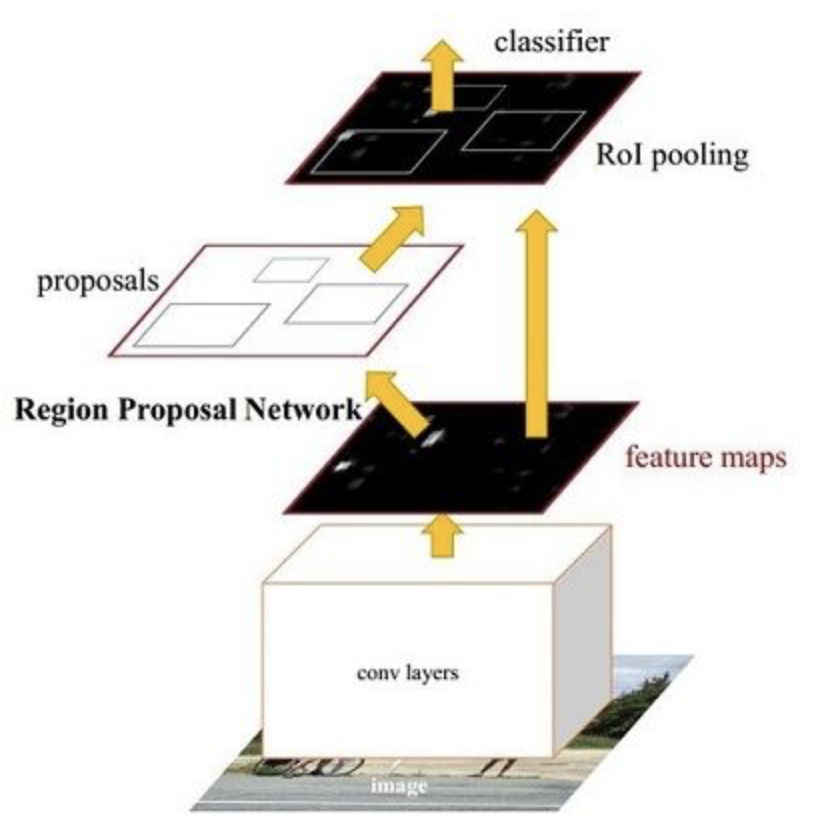 classifier
RoI pooling
proposals
Region Proposal Network
feature maps
conv layers
image